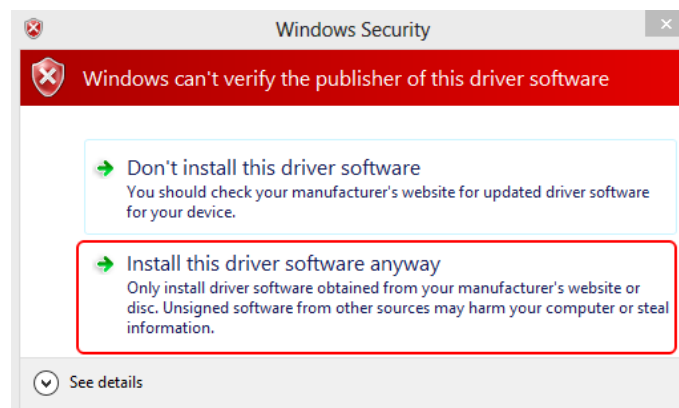 Windows Security
Windows can't verify the publisher of this driver software
Don't install this driver software
You should check your manufacturer's website for updated driver software
for your device.
Install this driver software anyway
Only install driver software obtained from your manufacturer's website or
disc. Unsigned software from other sources may harm your computer or steal
information.
See details